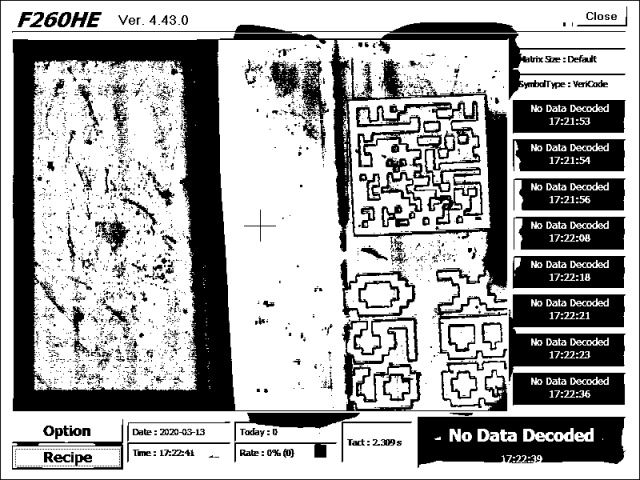 F260HE Ver. 4.43.0 Close
Matrix Size : Default
SymbolType : VeriCode
No Data Decoded
17:21:53
No Data Decoded
17:21:54
No Data Decoded
17:21:56
No Data Decoded
17:22:08
No Data Decoded
17:22:18
No Data Decoded
17:22:21
No Data Decoded
17:22:23
No Data Decoded
17:22:36
Option
Recipe
Date : 2020-03-13
Time : 17:22:41
Today : 0
Rate : 0% (0)
Tact : 2.309 s
No Data Decoded
17:22:39